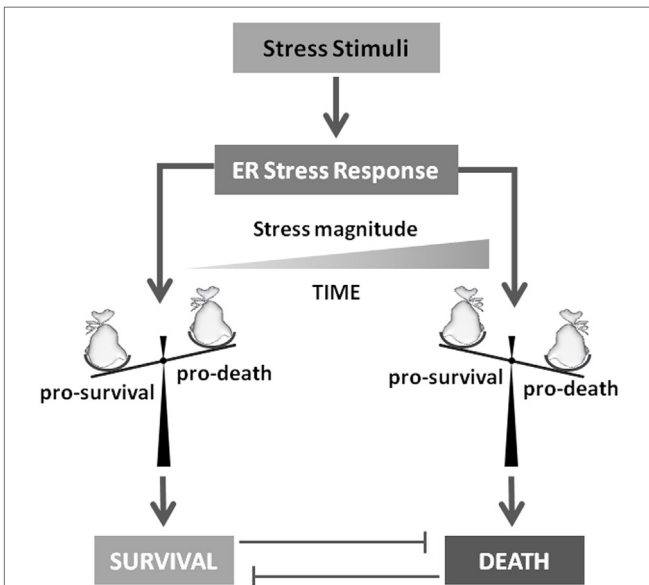 Stress Stimuli
ER Stress Response
Stress magnitude
TIME
pro-survival
pro-death
pro-survival
pro-death
SURVIVAL
DEATH